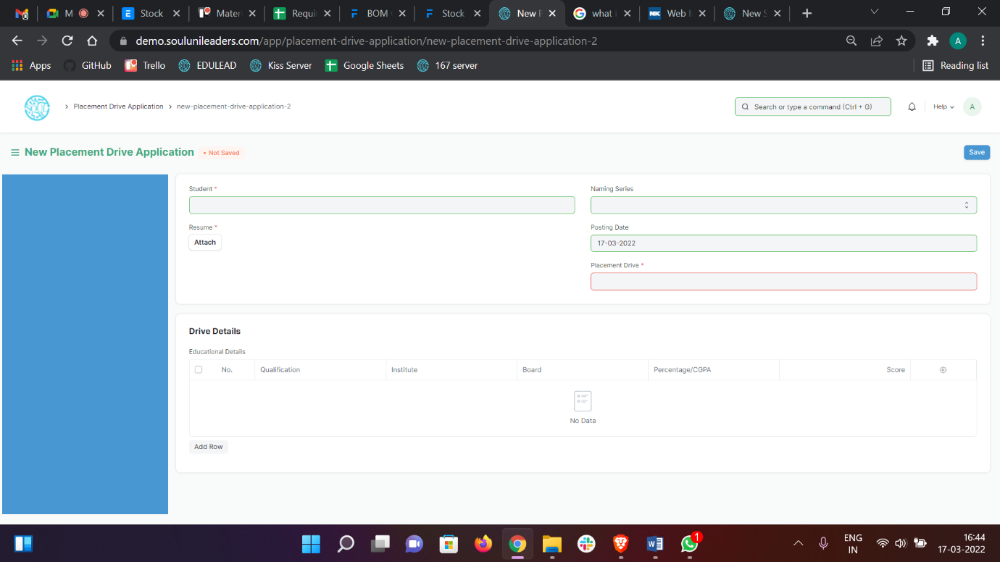 M Stock Mater Requi BOM Stock New what i Web New S
demo.soulunileaders.com/app/placement-drive-application/new-placement-drive-application-2 A
Apps GitHub Trello EDULEAD Kiss Server Google Sheets 167 server Reading list
Placement Drive Application new-placement-drive-application-2 Search or type a command (Ctrl + G) Help A
New Placement Drive Application • Not Saved Save
Student * Naming Series
Resume * Posting Date
Attach 17-03-2022
Placement Drive *
Drive Details
Educational Details
No. Qualification Institute Board Percentage/CGPA Score
No Data
Add Row
1 16:44
ENG
IN 17-03-2022